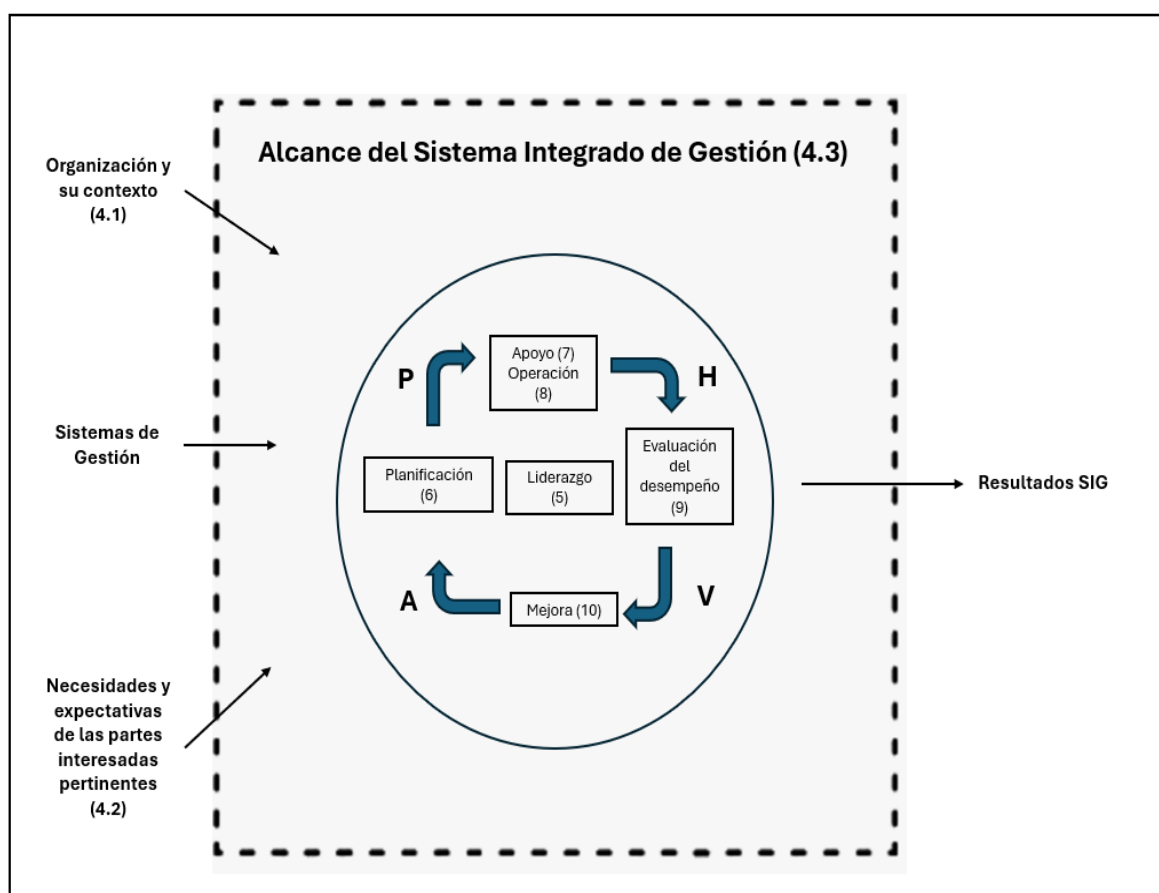 Alcance del Sistema Integrado de Gestión (4.3)
Organización y
su contexto
(4.1)
Sistemas de
Gestión
Necesidades y
expectativas
de las partes
interesadas
pertinentes
(4.2)
P
Apoyo (7)
Operación
(8)
H
Planificación
(6)
Liderazgo
(5)
Evaluación
del
desempeño
(9)
A
Mejora (10)
V
Resultados SIG